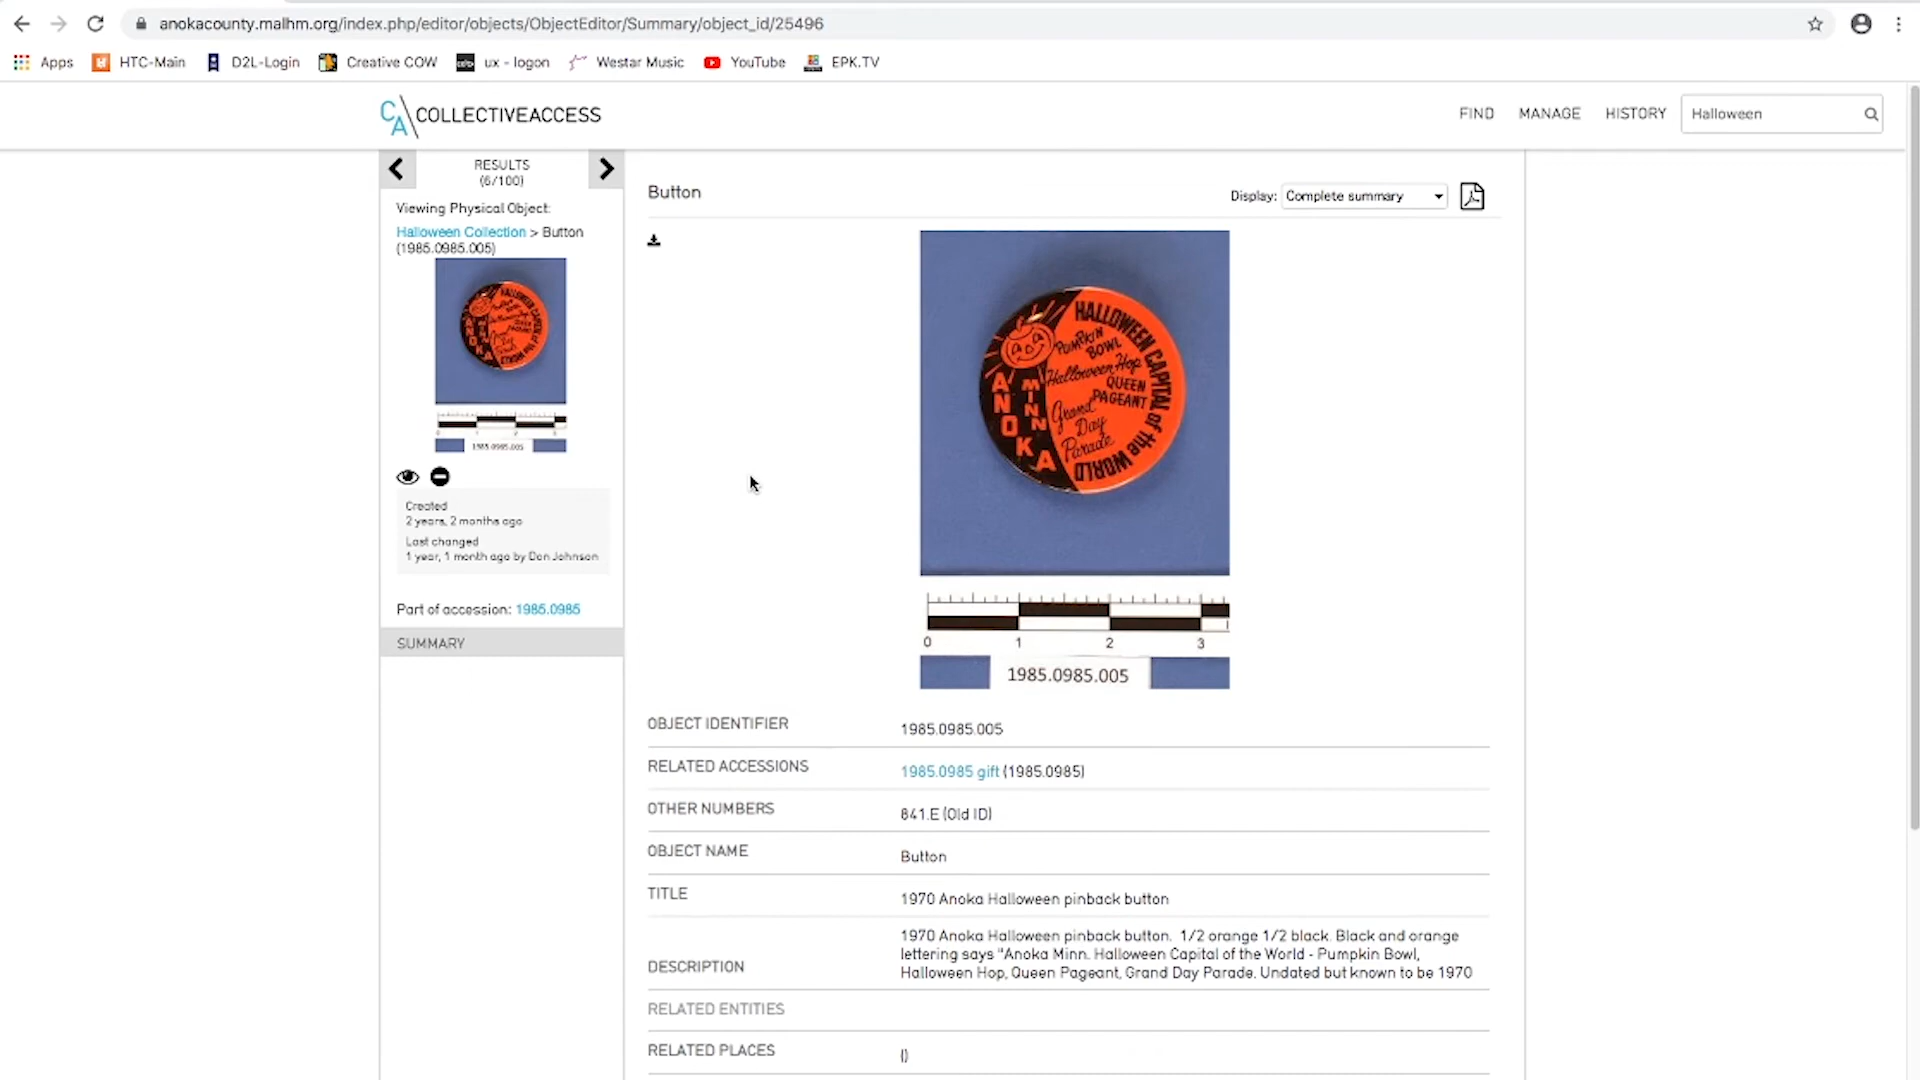 anokacounty.malhm.org/index.php/editor/objects/ObjectEditor/Summary/object_id/25496
Apps HTC-Main D2L-Login Creative COW ux - logon Westar Music YouTube EPK.TV
CA COLLECTIVEACCESS
FIND MANAGE HISTORY Halloween
RESULTS
(6/100)
Viewing Physical Object:
Halloween Collection > Button
(1985.0985.005)
1985.0985.005
Created
2 years, 2 months ago
Last changed
1 year, 1 month ago by Don Johnson
Part of accession: 1985.0985
SUMMARY
Button
Display: Complete summary
ANOKA
MINN
HALLOWEEN CAPITAL of the WORLD
PUMPKIN
BOWL
Halloween Hop
QUEEN
PAGEANT
Grand
Day
Parade
0 1 2 3
1985.0985.005
OBJECT IDENTIFIER 1985.0985.005
RELATED ACCESSIONS 1985.0985 gift (1985.0985)
OTHER NUMBERS 841.E (Old ID)
OBJECT NAME Button
TITLE 1970 Anoka Halloween pinback button
DESCRIPTION 1970 Anoka Halloween pinback button. 1/2 orange 1/2 black. Black and orange
lettering says "Anoka Minn. Halloween Capital of the World - Pumpkin Bowl,
Halloween Hop, Queen Pageant, Grand Day Parade. Undated but known to be 1970
RELATED ENTITIES
RELATED PLACES ()